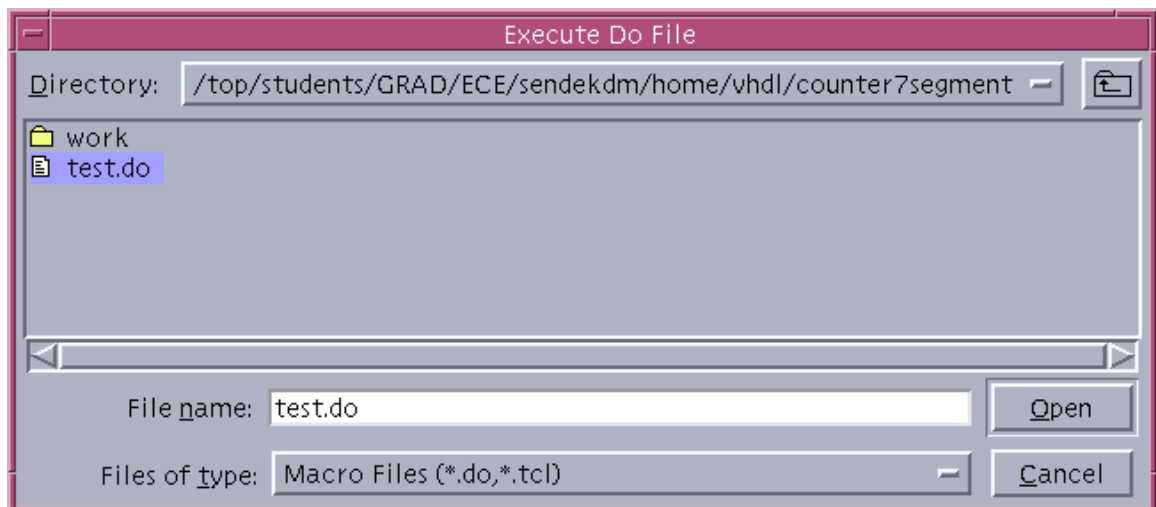 Execute Do File
Directory: /top/students/GRAD/ECE/sendekdm/home/vhdl/counter7segment
work
test.do
File name: test.do Open
Files of type: Macro Files (*.do,*.tcl) Cancel